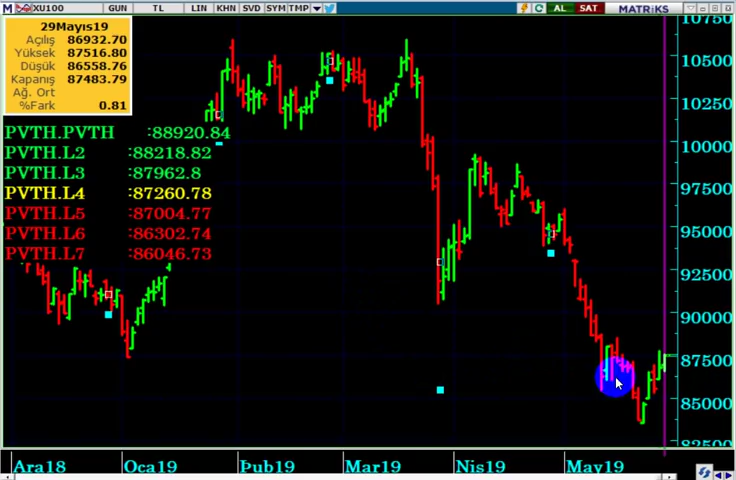 M XU100 GUN TL LIN KHN SVD SYM TMP AL SAT MATRİKS
29Mayıs19
Açılış 86932.70
Yüksek 87516.80
Düşük 86558.76
Kapanış 87483.79
Ağ. Ort
%Fark 0.81
PVTH.PVTH :88920.84
PVTH.L2 :88218.82
PVTH.L3 :87962.8
PVTH.L4 :87260.78
PVTH.L5 :87004.77
PVTH.L6 :86302.74
PVTH.L7 :86046.73
10750
10500
10250
10000
97500
95000
92500
90000
87500
85000
82500
Ara18 Oca19 Þub19 Mar19 Nis19 May19